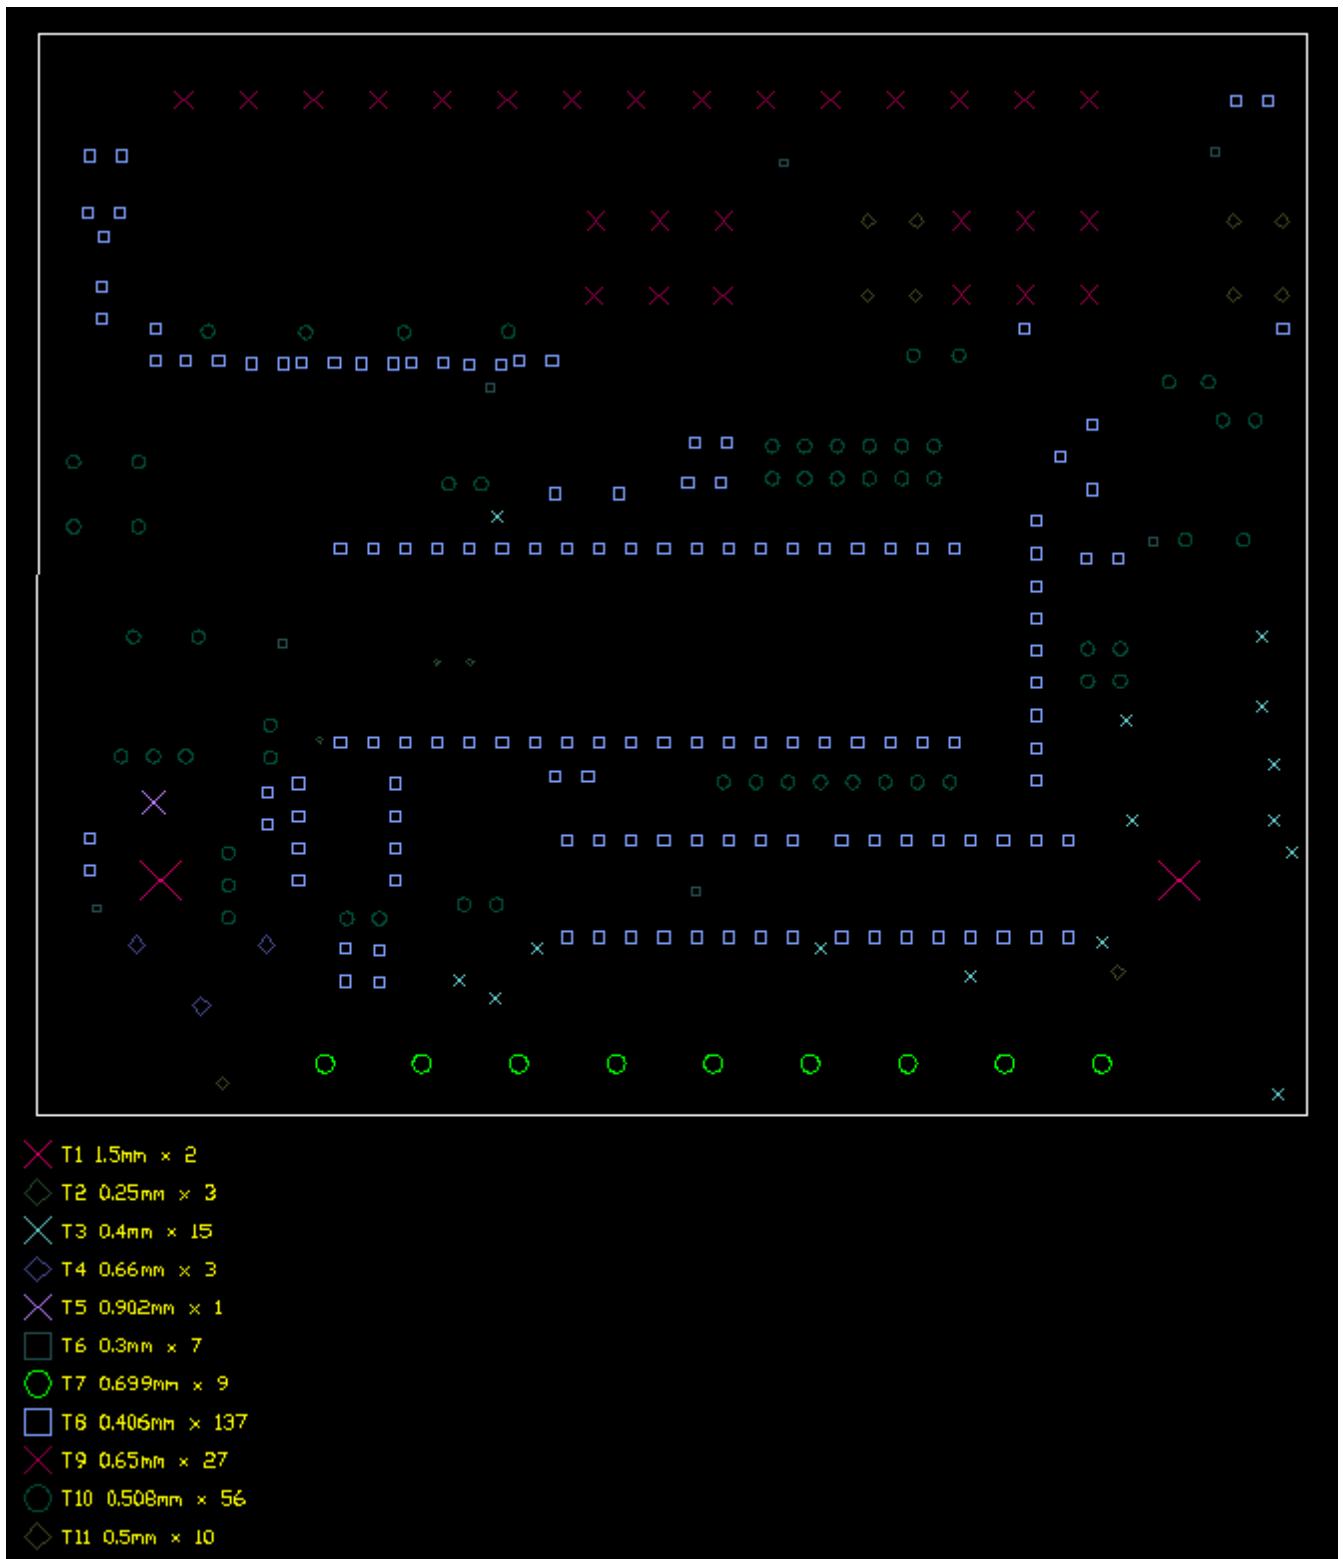 T1 1.5mm × 2
T2 0.25mm × 3
T3 0.4mm × 15
T4 0.66mm × 3
T5 0.902mm × 1
T6 0.3mm × 7
T7 0.699mm × 9
T8 0.406mm × 137
T9 0.65mm × 27
T10 0.508mm × 56
T11 0.5mm × 10